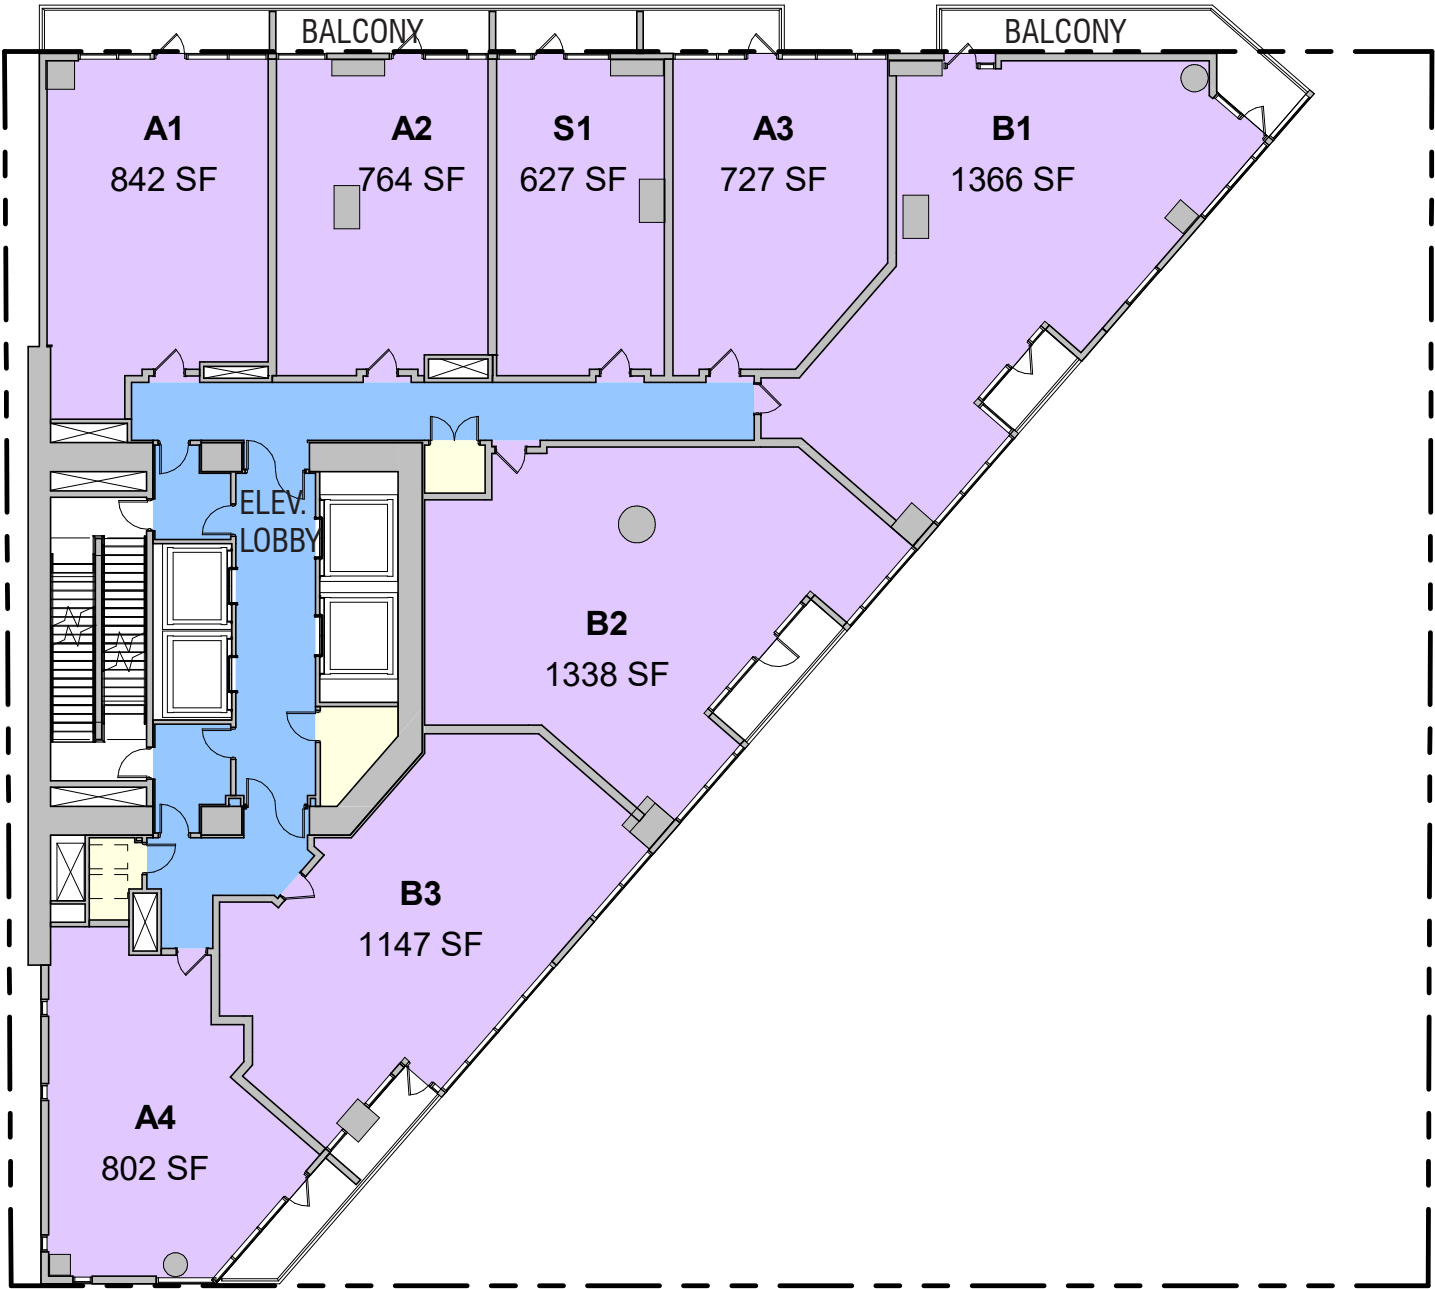 BALCONY
BALCONY
A1
842 SF
A2
764 SF
S1
627 SF
A3
727 SF
B1
1366 SF
ELEV.
LOBBY
B2
1338 SF
B3
1147 SF
A4
802 SF